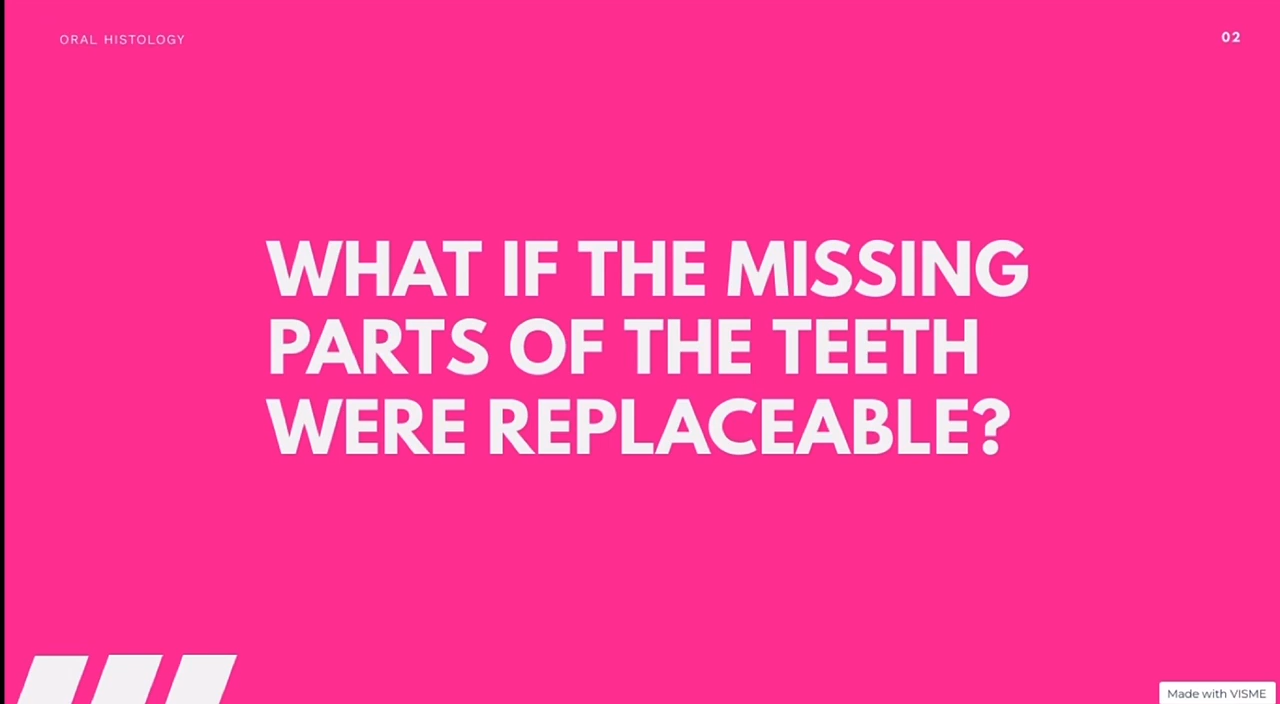 ORAL HISTOLOGY
02
WHAT IF THE MISSING
PARTS OF THE TEETH
WERE REPLACEABLE?
Made with VISME